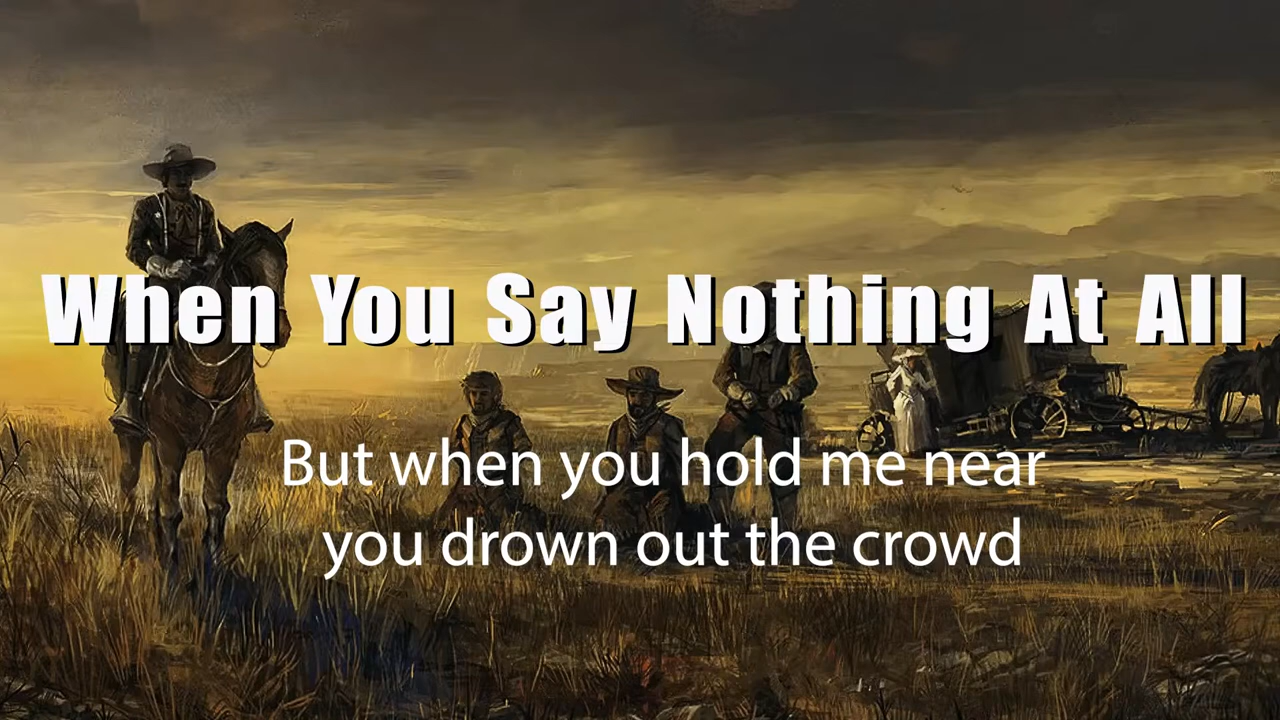 When You Say Nothing At All
But when you hold me near
you drown out the crowd